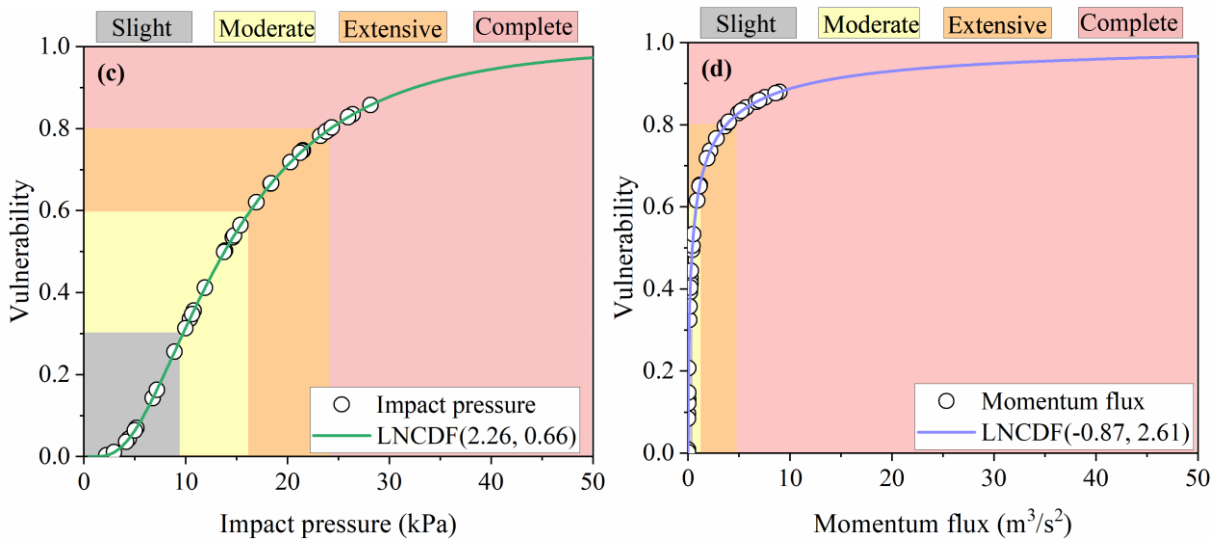 Slight Moderate Extensive Complete
(c)
Vulnerability
1.0
0.8
0.6
0.4
0.2
0.0
Impact pressure
LNCDF(2.26, 0.66)
0 10 20 30 40 50
Impact pressure (kPa)
Slight Moderate Extensive Complete
(d)
Vulnerability
1.0
0.8
0.6
0.4
0.2
0.0
Momentum flux
LNCDF(-0.87, 2.61)
0 10 20 30 40 50
Momentum flux (m³/s²)